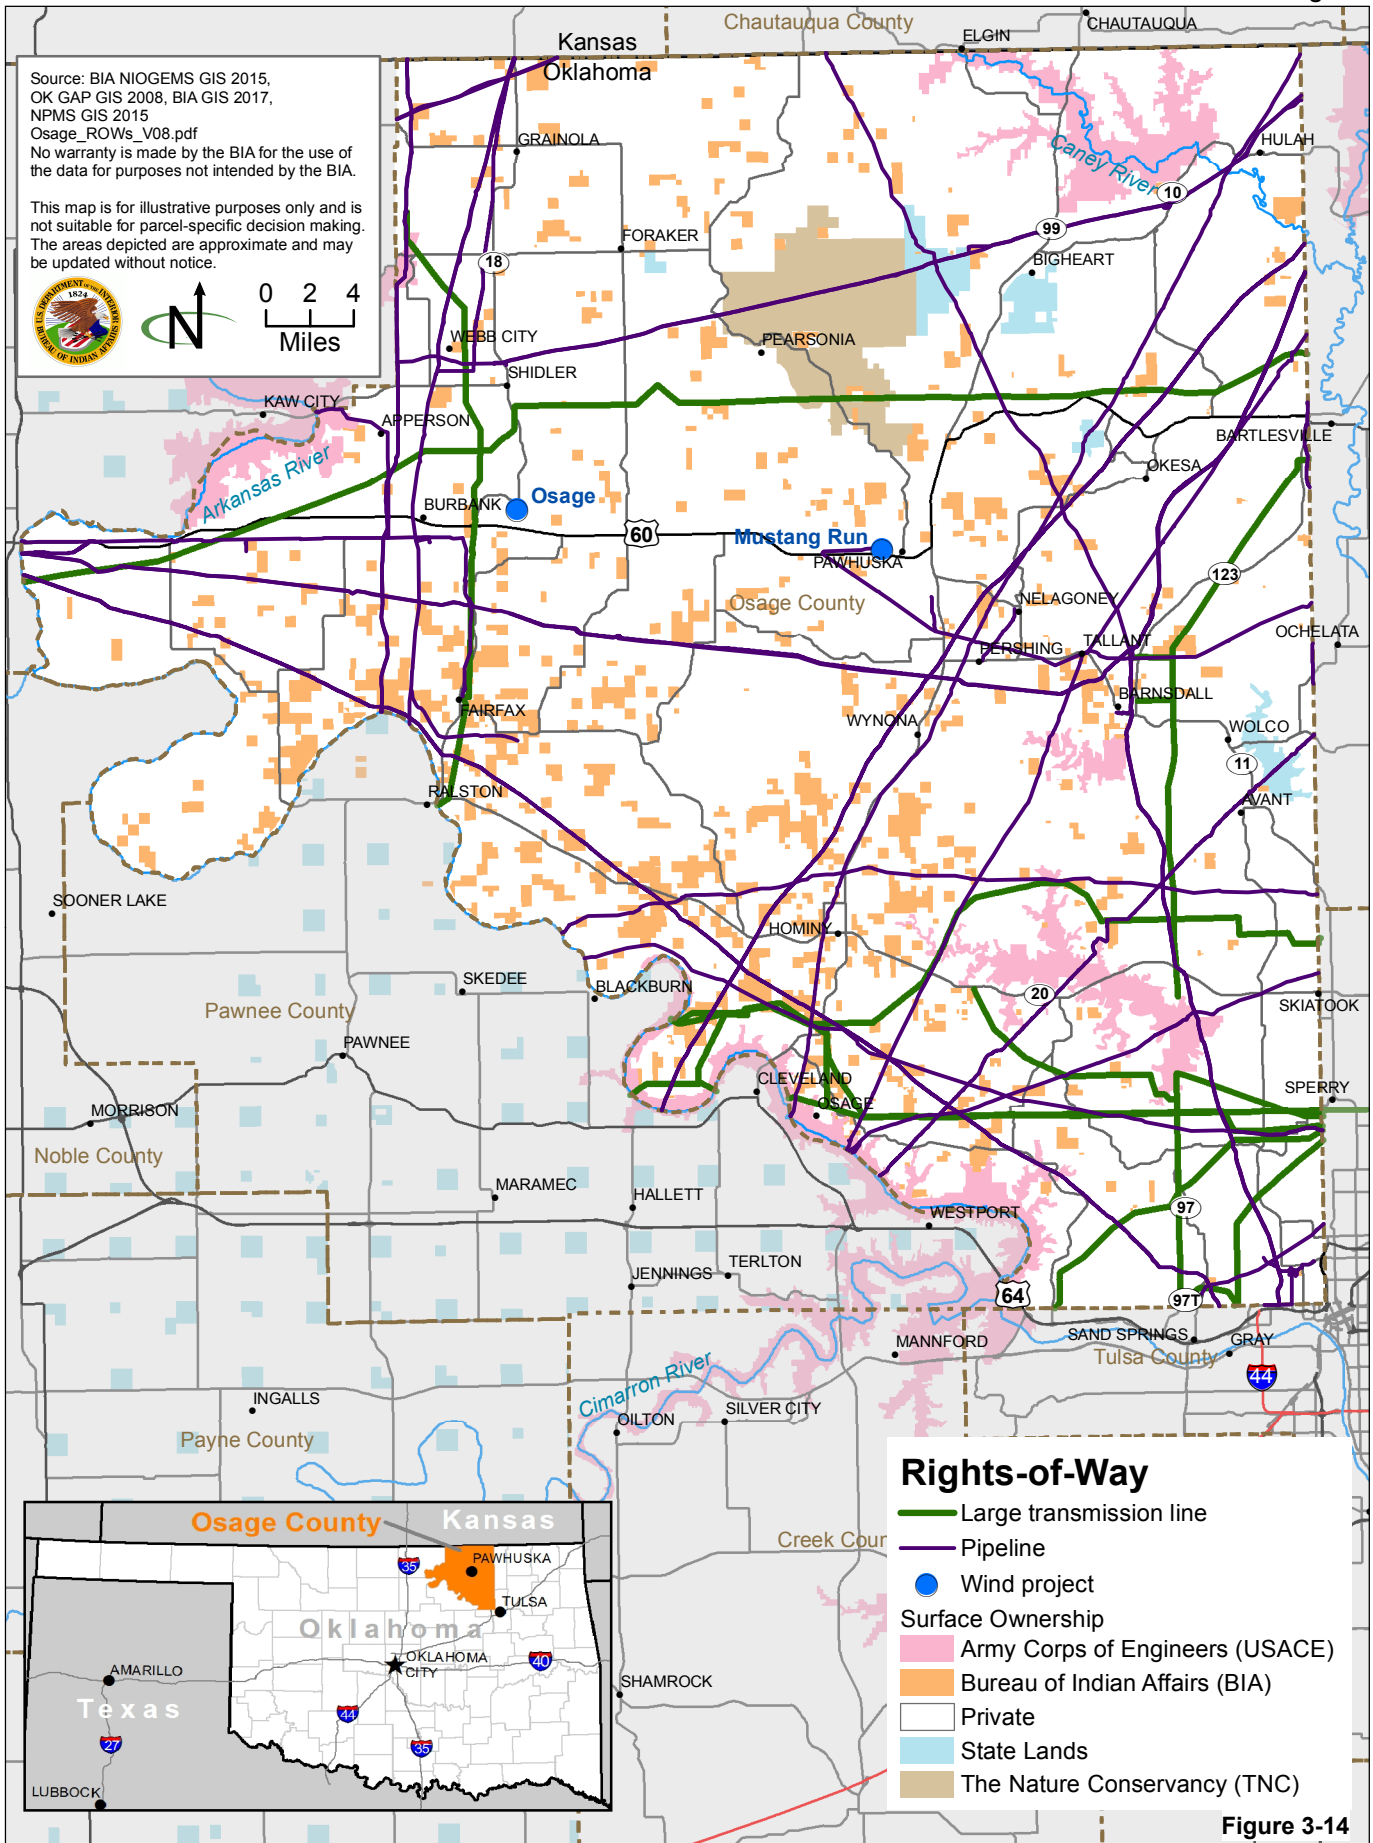 Chautauqua County
CHAUTAUQUA
ELGIN
Kansas
Oklahoma
Source: BIA NIOGEMS GIS 2015,
OK GAP GIS 2008, BIA GIS 2017,
NPMS GIS 2015
Osage_ROWs_V08.pdf
No warranty is made by the BIA for the use of
the data for purposes not intended by the BIA.
This map is for illustrative purposes only and is
not suitable for parcel-specific decision making.
The areas depicted are approximate and may
be updated without notice.
U.S. DEPARTMENT OF THE INTERIOR
1824
BUREAU OF INDIAN AFFAIRS
N
0 2 4
Miles
GRAINOLA
HULAH
Caney River
10
99
FORAKER
18
BIGHEART
WEBB CITY
PEARSONIA
SHIDLER
KAW CITY
APPERSON
BARTLESVILLE
Arkansas River
OKESA
BURBANK
Osage
60
Mustang Run
PAWHUSKA
123
Osage County
NELAGONEY
OCHELATA
PERSHING
TALLANT
BARNSDALL
FAIRFAX
WYNONA
WOLCO
11
RALSTON
AVANT
SOONER LAKE
HOMINY
SKEDEE
BLACKBURN
20
SKIATOOK
Pawnee County
PAWNEE
CLEVELAND
SPERRY
OSAGE
MORRISON
Noble County
MARAMEC
HALLETT
97
WESTPORT
TERLTON
JENNINGS
64
97T
MANNFORD
SAND SPRINGS
GRAY
Tulsa County
44
Cimarron River
INGALLS
SILVER CITY
OILTON
Payne County
Creek Coun
SHAMROCK
Osage County
Kansas
35
PAWHUSKA
TULSA
Oklahoma
OKLAHOMA
CITY
40
AMARILLO
Texas
44
27
35
LUBBOCK
Rights-of-Way
Large transmission line
Pipeline
Wind project
Surface Ownership
Army Corps of Engineers (USACE)
Bureau of Indian Affairs (BIA)
Private
State Lands
The Nature Conservancy (TNC)
Figure 3-14